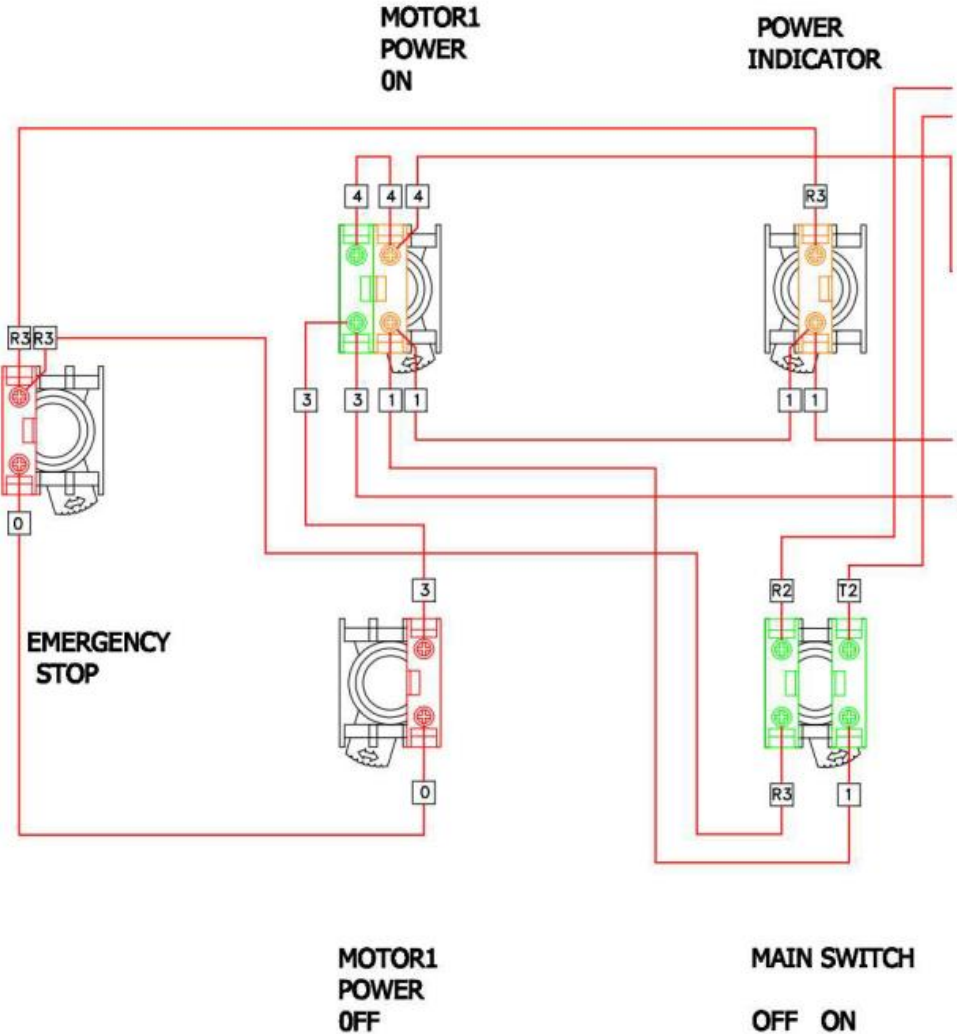 MOTOR1
POWER
0N
POWER
INDICATOR
4 4 4
R3
R3 R3
3 3 1 1
1 1
0
3
R2 T2
EMERGENCY
STOP
0
R3 1
MOTOR1
POWER
0FF
MAIN SWITCH
OFF ON